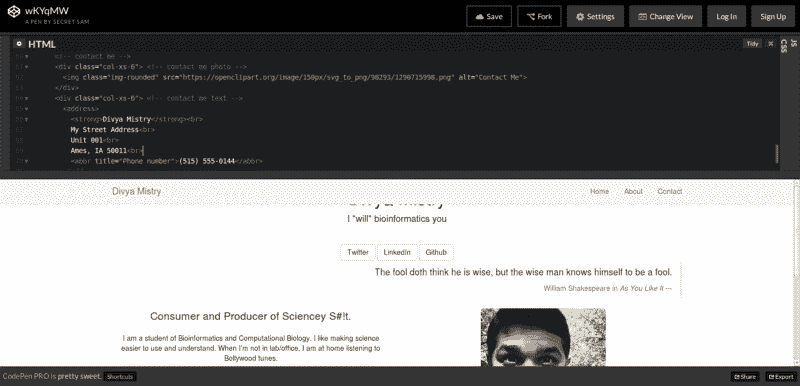 wKYqMW
A PEN BY SECRET SAM
Save
Fork
Settings
Change View
Log In
Sign Up
HTML
Tidy
CSS
JS
<!-- contact me -->
<div class="col-xs-6"> <!-- contact me photo -->
<img class="img-rounded" src="https://openclipart.org/image/150px/svg_to_png/98293/1290715998.png" alt="Contact Me">
</div>
<div class="col-xs-6"> <!-- contact me text -->
<address>
<strong>Divya Mistry</strong><br>
My Street Address<br>
Unit 001<br>
Ames, IA 50011<br>
<abbr title="Phone number">(515) 555-0144</abbr>
Divya Mistry
Home About Contact
Divya Mistry
I "will" bioinformatics you
Twitter LinkedIn Github
The fool doth think he is wise, but the wise man knows himself to be a fool.
William Shakespeare in As You Like It —
Consumer and Producer of Sciencey S#!t.
I am a student of Bioinformatics and Computational Biology. I like making science
easier to use and understand. When I'm not in lab/office, I am at home listening to
Bollywood tunes.
CodePen PRO is pretty sweet. Shortcuts
Share
Export